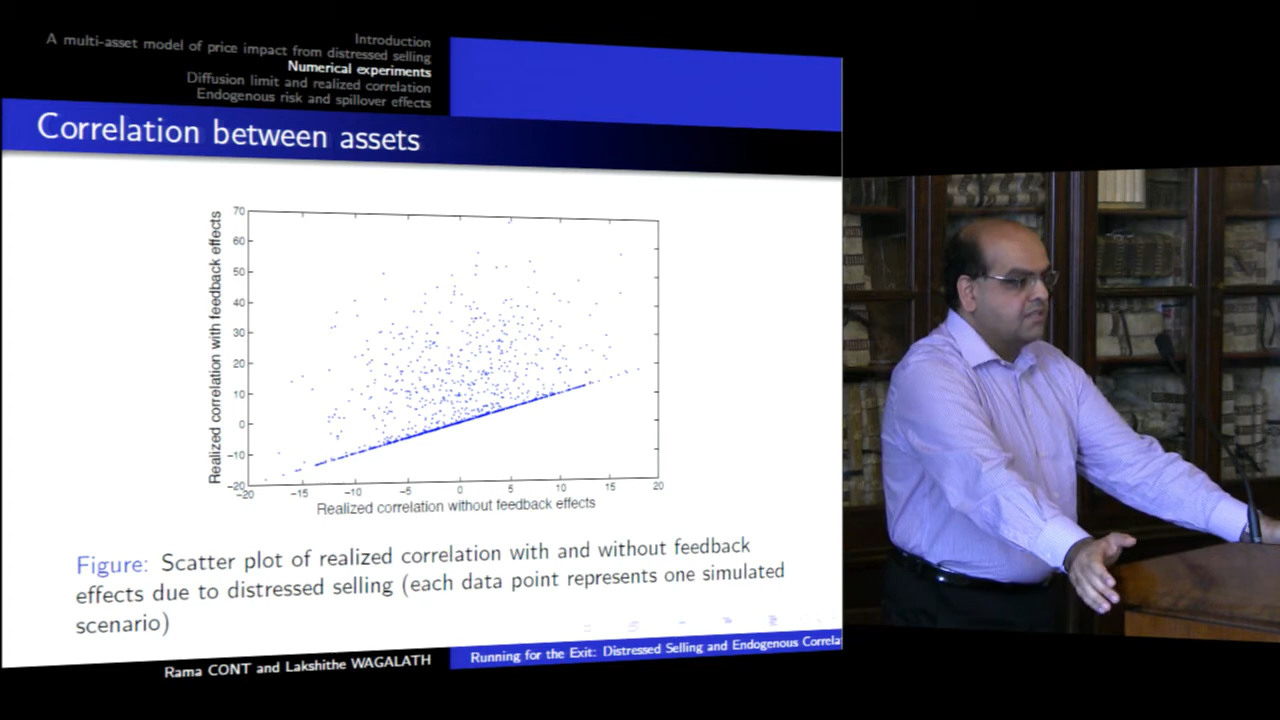 Introduction
A multi-asset model of price impact from distressed selling
Numerical experiments
Diffusion limit and realized correlation
Endogenous risk and spillover effects
Correlation between assets
Realized correlation with feedback effects
70
60
50
40
30
20
10
0
−10
−20
−20 −15 −10 −5 0 5 10 15 20
Realized correlation without feedback effects
Figure: Scatter plot of realized correlation with and without feedback
effects due to distressed selling (each data point represents one simulated
scenario)
Rama CONT and Lakshithe WAGALATH
Running for the Exit: Distressed Selling and Endogenous Correla